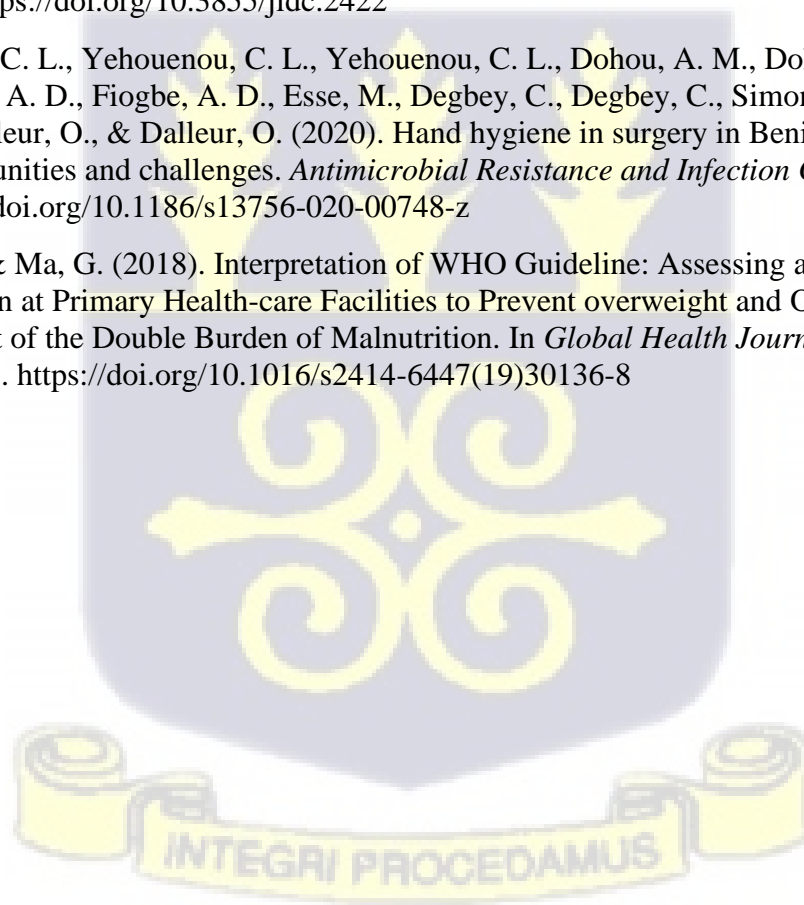 ps://doi.org/10.3855/jidc.2422
C. L., Yehouenou, C. L., Yehouenou, C. L., Dohou, A. M., Do
A. D., Fiogbe, A. D., Esse, M., Degbey, C., Degbey, C., Simon
leur, O., & Dalleur, O. (2020). Hand hygiene in surgery in Beni
unities and challenges. Antimicrobial Resistance and Infection
doi.org/10.1186/s13756-020-00748-z
& Ma, G. (2018). Interpretation of WHO Guideline: Assessing a
n at Primary Health-care Facilities to Prevent overweight and O
t of the Double Burden of Malnutrition. In Global Health Journ
. https://doi.org/10.1016/s2414-6447(19)30136-8
INTEGRI PROCEDAMUS